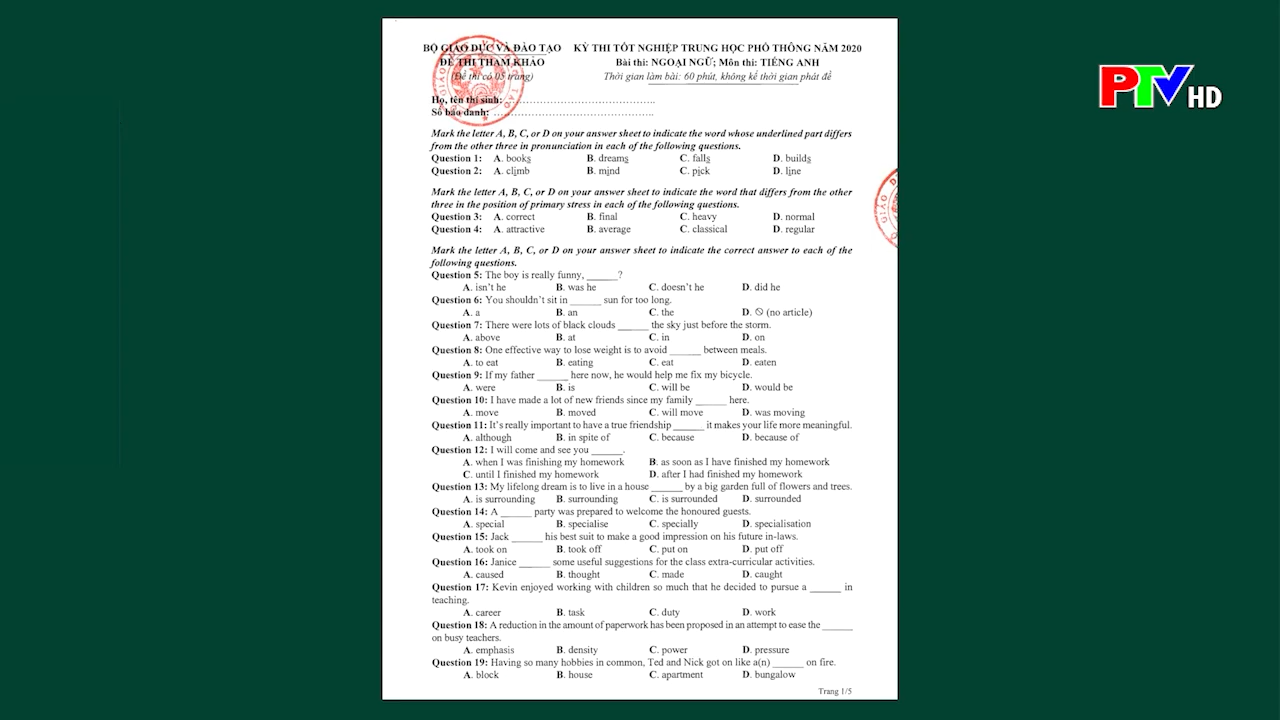 BỘ GIÁO DỤC VÀ ĐÀO TẠO KỲ THI TỐT NGHIỆP TRUNG HỌC PHỔ THÔNG NĂM 2020
ĐỀ THI THAM KHẢO Bài thi: NGOẠI NGỮ; Môn thi: TIẾNG ANH
(Đề thi có 05 trang) Thời gian làm bài: 60 phút, không kể thời gian phát đề
PTV HD
Họ, tên thí sinh: ..........................................
Số báo danh: ..........................................
Mark the letter A, B, C, or D on your answer sheet to indicate the word whose underlined part differs
from the other three in pronunciation in each of the following questions.
Question 1: A. books B. dreams C. falls D. builds
Question 2: A. climb B. mind C. pick D. line
Mark the letter A, B, C, or D on your answer sheet to indicate the word that differs from the other
three in the position of primary stress in each of the following questions.
Question 3: A. correct B. final C. heavy D. normal
Question 4: A. attractive B. average C. classical D. regular
Mark the letter A, B, C, or D on your answer sheet to indicate the correct answer to each of the
following questions.
Question 5: The boy is really funny, ______?
A. isn't he B. was he C. doesn't he D. did he
Question 6: You shouldn't sit in ______ sun for too long.
A. a B. an C. the D. ∅ (no article)
Question 7: There were lots of black clouds ______ the sky just before the storm.
A. above B. at C. in D. on
Question 8: One effective way to lose weight is to avoid ______ between meals.
A. to eat B. eating C. eat D. eaten
Question 9: If my father ______ here now, he would help me fix my bicycle.
A. were B. is C. will be D. would be
Question 10: I have made a lot of new friends since my family ______ here.
A. move B. moved C. will move D. was moving
Question 11: It's really important to have a true friendship ______ it makes your life more meaningful.
A. although B. in spite of C. because D. because of
Question 12: I will come and see you ______.
A. when I was finishing my homework B. as soon as I have finished my homework
C. until I finished my homework D. after I had finished my homework
Question 13: My lifelong dream is to live in a house ______ by a big garden full of flowers and trees.
A. is surrounding B. surrounding C. is surrounded D. surrounded
Question 14: A ______ party was prepared to welcome the honoured guests.
A. special B. specialise C. specially D. specialisation
Question 15: Jack ______ his best suit to make a good impression on his future in-laws.
A. took on B. took off C. put on D. put off
Question 16: Janice ______ some useful suggestions for the class extra-curricular activities.
A. caused B. thought C. made D. caught
Question 17: Kevin enjoyed working with children so much that he decided to pursue a ______ in
teaching.
A. career B. task C. duty D. work
Question 18: A reduction in the amount of paperwork has been proposed in an attempt to ease the ______
on busy teachers.
A. emphasis B. density C. power D. pressure
Question 19: Having so many hobbies in common, Ted and Nick got on like a(n) ______ on fire.
A. block B. house C. apartment D. bungalow
Trang 1/5